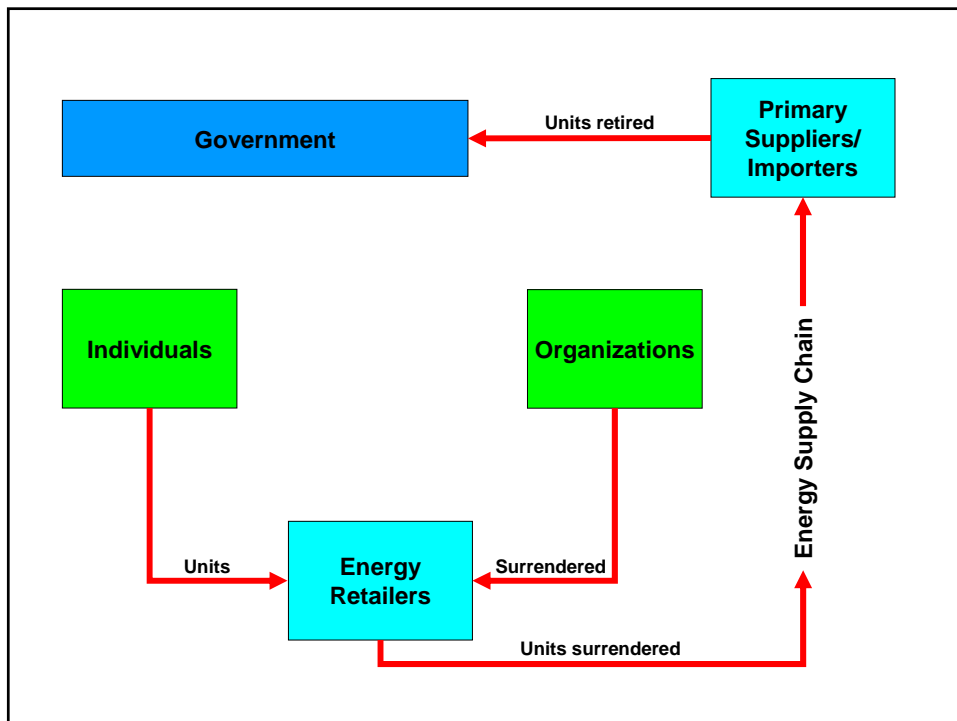 Government
Units retired
Primary
Suppliers/
Importers
Individuals
Organizations
Energy Supply Chain
Units
Energy
Retailers
Surrendered
Units surrendered